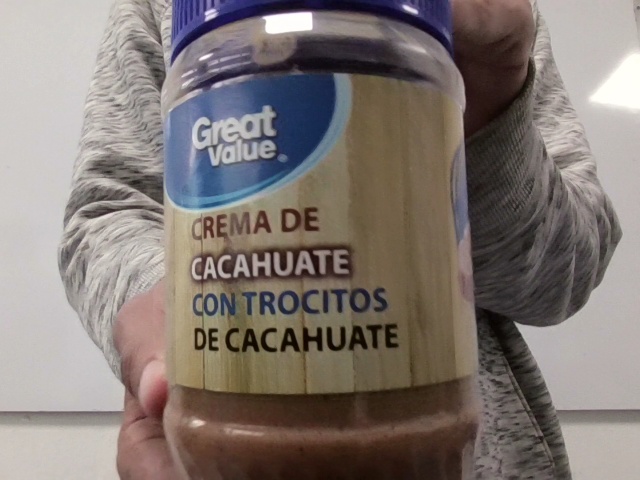 Great
Value®
CREMA DE
CACAHUATE
CON TROCITOS
DE CACAHUATE